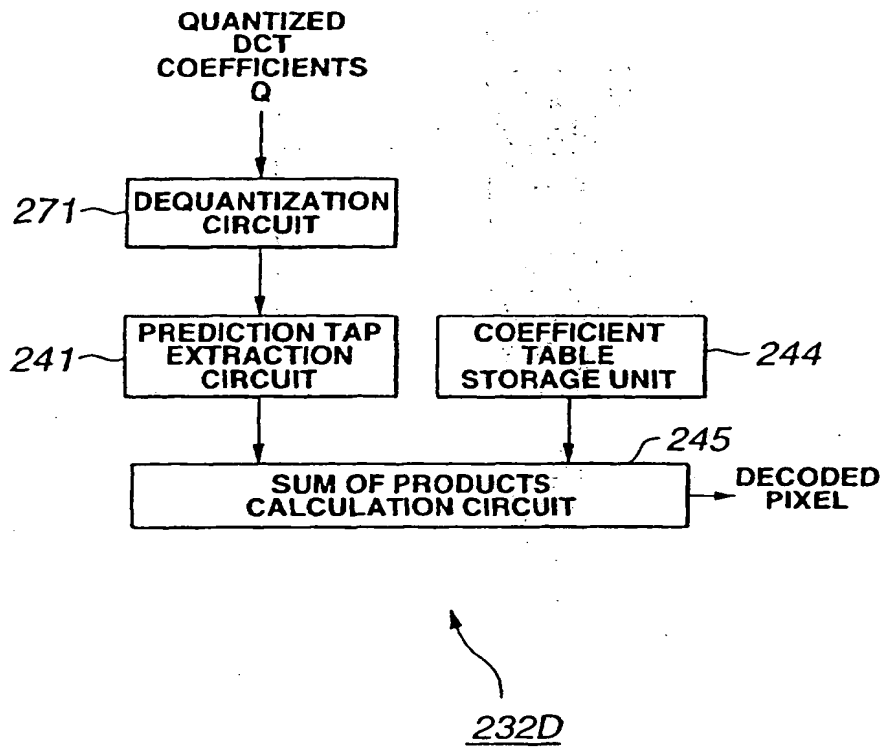 QUANTIZED
DCT
COEFFICIENTS
Q
271
DEQUANTIZATION
CIRCUIT
241
PREDICTION TAP
EXTRACTION
CIRCUIT
COEFFICIENT
TABLE
STORAGE UNIT
244
245
SUM OF PRODUCTS
CALCULATION CIRCUIT
DECODED
PIXEL
232D